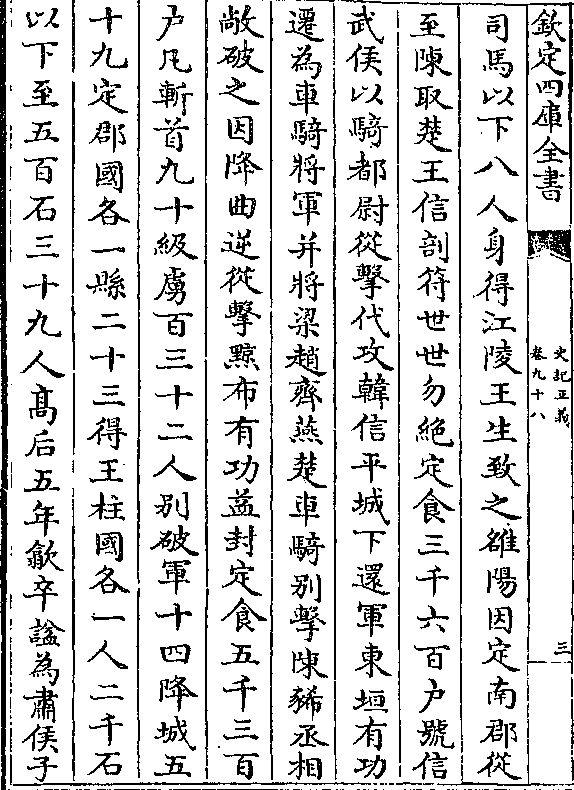 欽定四庫全書
史記正義
卷九十八
三
司馬以下八人身得江陵王生致之雒陽因定南郡從
至陳取楚王信剖符世世勿絶定食三千六百户號信
武侯以騎都尉從擊代攻韓信平城下還軍東垣有功
遷為車騎將軍并將梁趙齊燕楚車騎别擊陳豨丞相
敞破之因降曲逆從擊黥布有功益封定食五千三百
户凡斬首九十級虜百三十二人别破軍十四降城五
十九定郡國各一縣二十三得王柱國各一人二千石
以下至五百石三十九人髙后五年歙卒諡為肅侯子